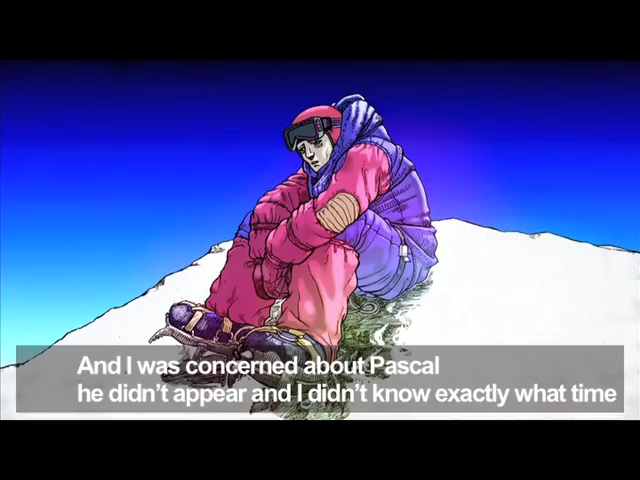 And I was concerned about Pascal
he didn't appear and I didn't know exactly what time